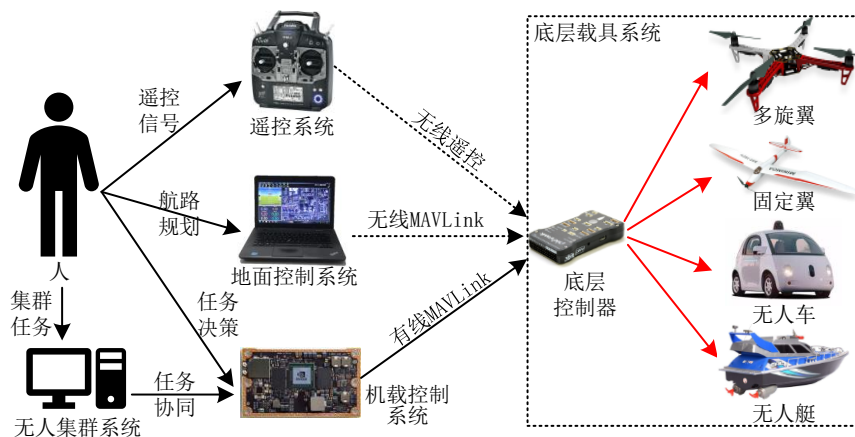 底层载具系统
遥控
信号
遥控系统
无线遥控
多旋翼
航路
规划
无线MAVLink
固定翼
人
地面控制系统
底层
控制器
集群
任务
任务
决策
有线MAVLink
无人车
任务
协同
机载控制
系统
无人集群系统
无人艇